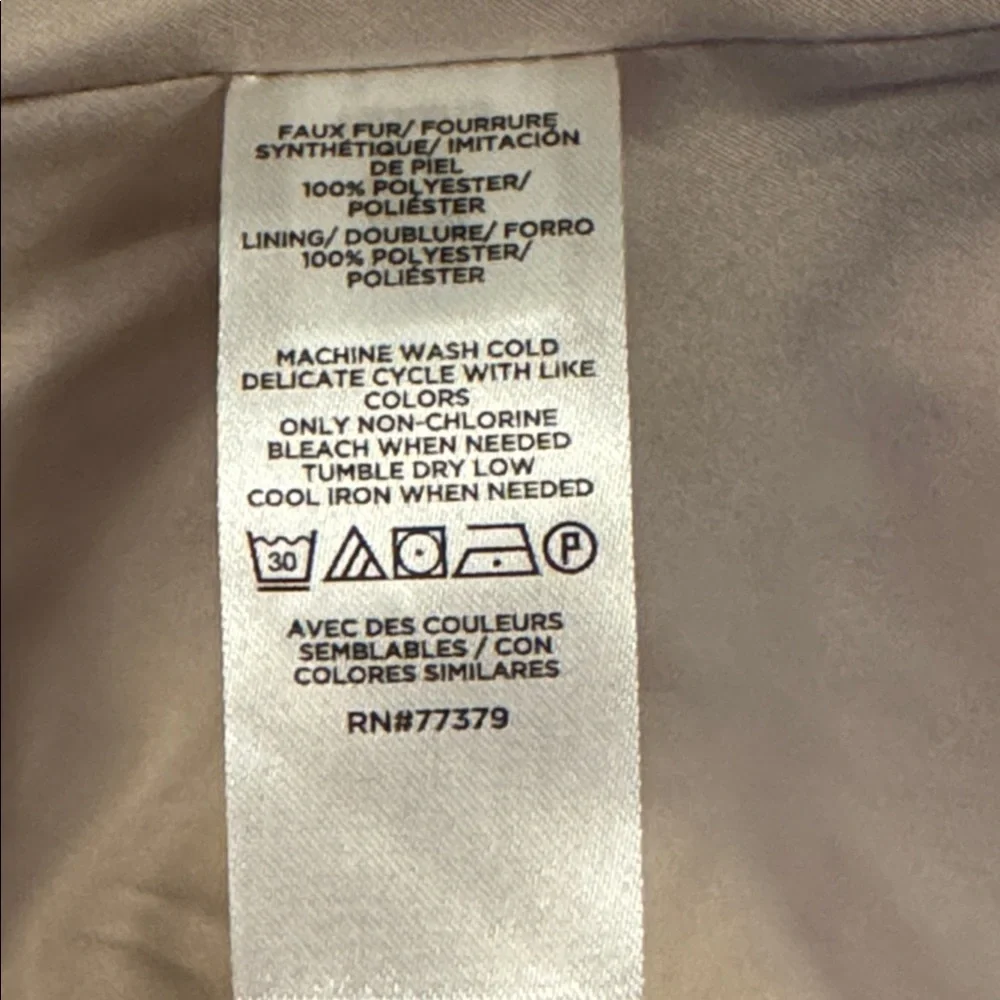 FAUX FUR/ FOURRURE
SYNTHÉTIQUE/ IMITACIÓN
DE PIEL
100% POLYESTER/
POLIÉSTER
LINING/ DOUBLURE/ FORRO
100% POLYESTER/
POLIÉSTER
MACHINE WASH COLD
DELICATE CYCLE WITH LIKE
COLORS
ONLY NON-CHLORINE
BLEACH WHEN NEEDED
TUMBLE DRY LOW
COOL IRON WHEN NEEDED
30 P
AVEC DES COULEURS
SEMBLABLES / CON
COLORES SIMILARES
RN#77379